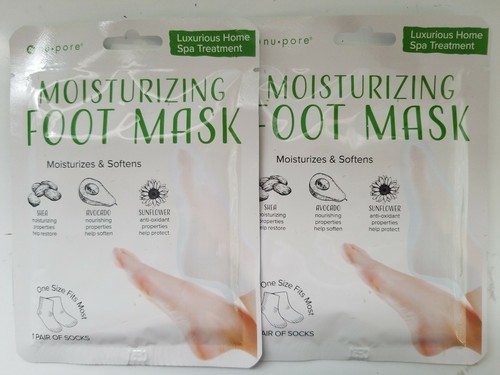 nu•pore®
Luxurious Home
Spa Treatment
MOISTURIZING
FOOT MASK
Moisturizes & Softens
SHEA
moisturizing
properties
help restore
AVOCADO
nourishing
properties
help soften
SUNFLOWER
anti-oxidant
properties
help protect
One Size Fits Most
1 PAIR OF SOCKS
nu•pore®
Luxurious Home
Spa Treatment
MOISTURIZING
FOOT MASK
Moisturizes & Softens
SHEA
moisturizing
properties
help restore
AVOCADO
nourishing
properties
help soften
SUNFLOWER
anti-oxidant
properties
help protect
One Size Fits Most
PAIR OF SOCKS